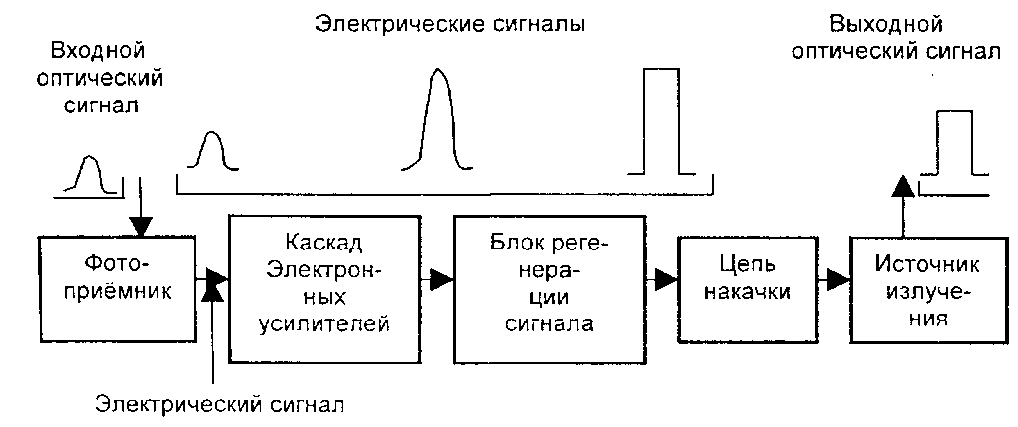 Электрические сигналы
Выходной
оптический сигнал
Входной
оптический
сигнал
Фото-
приёмник
Каскад
Электрон-
ных
усилителей
Блок реге-
нера-
ции
сигнала
Цепь
накачки
Источник
излуче-
ния
Электрический сигнал